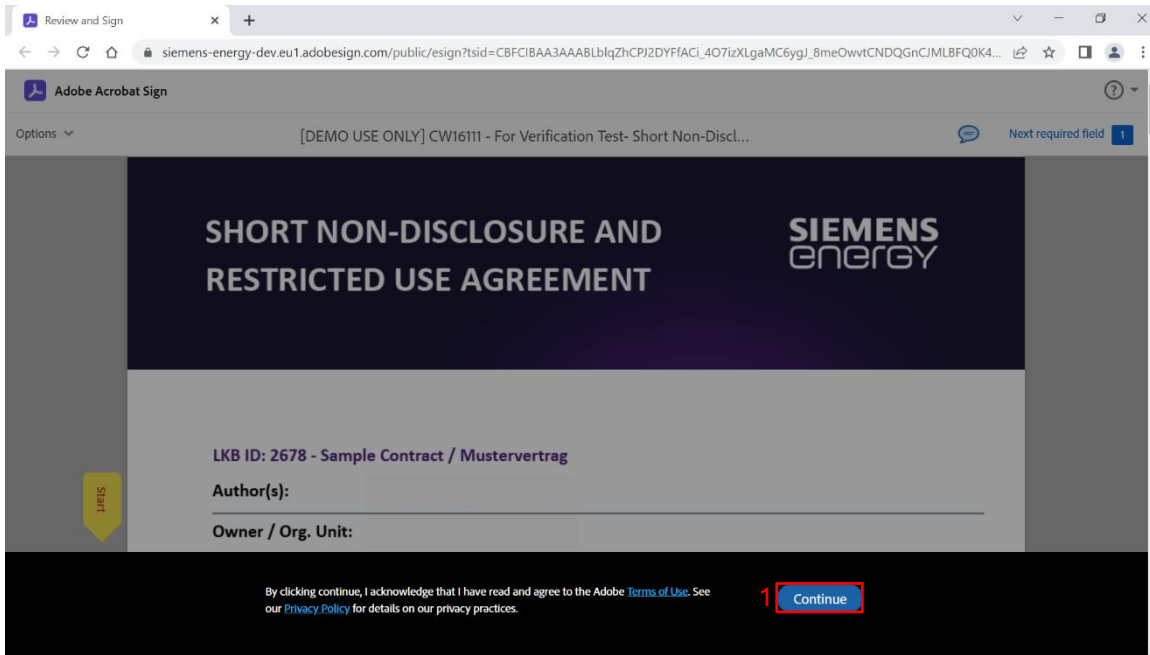 Review and Sign
siemens-energy-dev.eu1.adobesign.com/public/esign?tsid=CBFCIBAA3AAABLblqZhCPJ2DYFfACi_4O7izXLgaMC6ygJ_8meOwvtCNDQGnCJMLBFQ0K4...
Adobe Acrobat Sign
Options
[DEMO USE ONLY] CW16111 - For Verification Test- Short Non-Discl...
Next required field 1
SHORT NON-DISCLOSURE AND
RESTRICTED USE AGREEMENT
SIEMENS
energy
LKB ID: 2678 - Sample Contract / Mustervertrag
Start
Author(s):
Owner / Org. Unit:
By clicking continue, I acknowledge that I have read and agree to the Adobe Terms of Use. See
our Privacy Policy for details on our privacy practices.
1
Continue